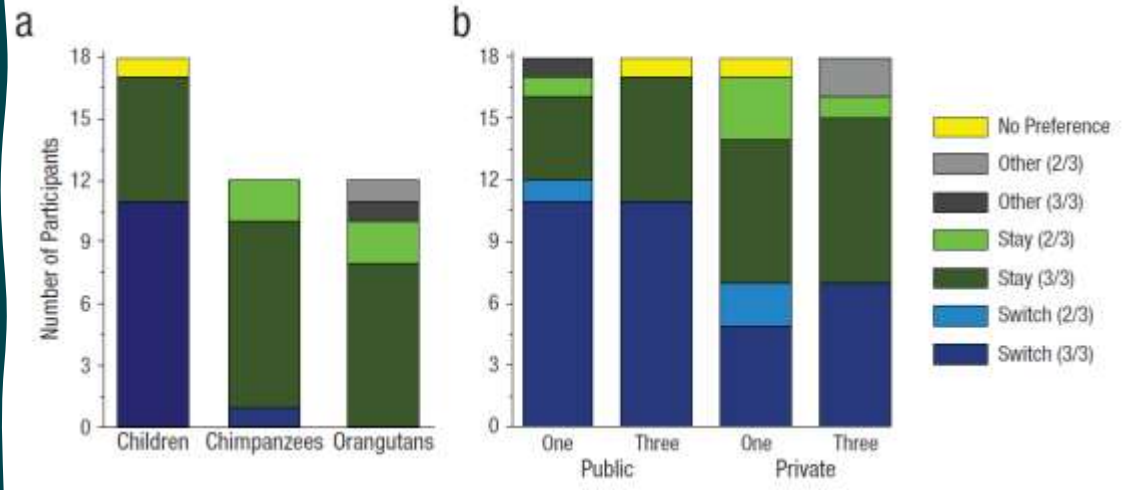 a
18
15
12
9
6
3
0
Number of Participants
Children Chimpanzees Orangutans
b
18
15
12
9
6
3
0
One Three One Three
Public Private
No Preference
Other (2/3)
Other (3/3)
Stay (2/3)
Stay (3/3)
Switch (2/3)
Switch (3/3)